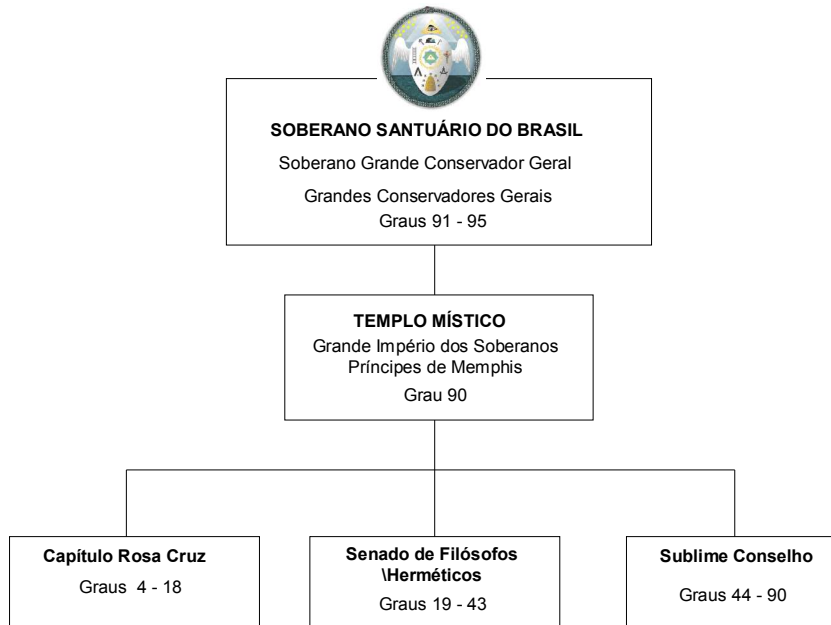 SOBERANO SANTUÁRIO DO BRASIL
Soberano Grande Conservador Geral
Grandes Conservadores Gerais
Graus 91 - 95
TEMPLO MÍSTICO
Grande Império dos Soberanos
Príncipes de Memphis
Grau 90
Capítulo Rosa Cruz
Graus 4 - 18
Senado de Filósofos
\Herméticos
Graus 19 - 43
Sublime Conselho
Graus 44 - 90